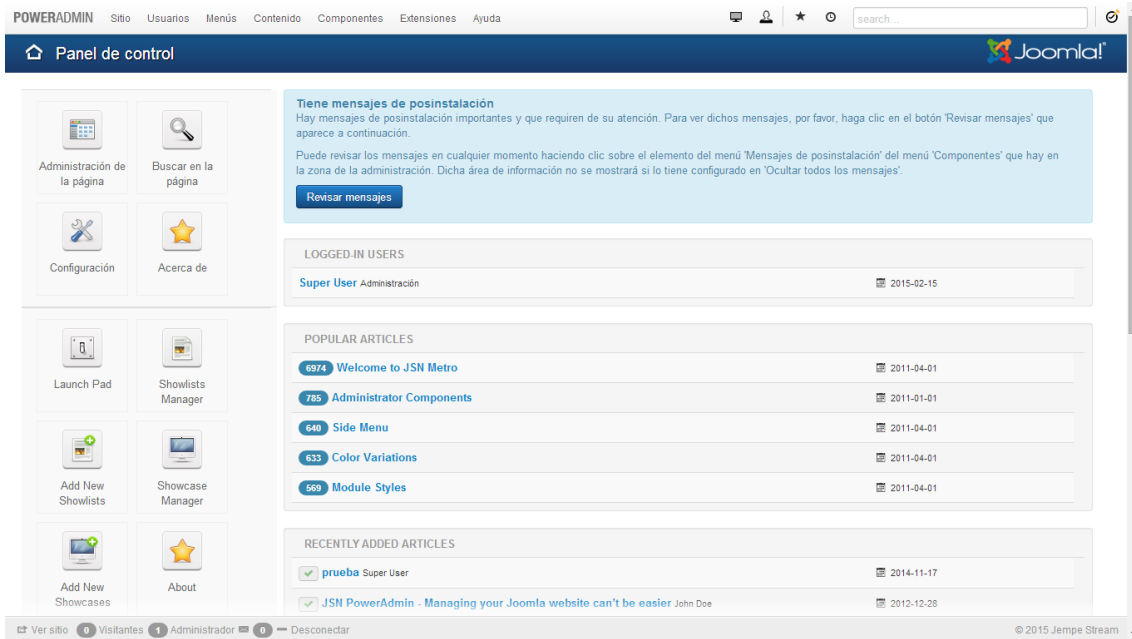 POWERADMIN Sitio Usuarios Menús Contenido Componentes Extensiones Ayuda search...
Panel de control Joomla!
Administración de la página
Buscar en la página
Configuración
Acerca de
Launch Pad
Showlists Manager
Add New Showlists
Showcase Manager
Add New Showcases
About
Tiene mensajes de posinstalación
Hay mensajes de posinstalación importantes y que requiren de su atención. Para ver dichos mensajes, por favor, haga clic en el botón 'Revisar mensajes' que
aparece a continuación.
Puede revisar los mensajes en cualquier momento haciendo clic sobre el elemento del menú 'Mensajes de posinstalación' del menú 'Componentes' que hay en
la zona de la administración. Dicha área de información no se mostrará si lo tiene configurado en 'Ocultar todos los mensajes'.
Revisar mensajes
LOGGED-IN USERS
Super User Administración 2015-02-15
POPULAR ARTICLES
6974 Welcome to JSN Metro 2011-04-01
785 Administrator Components 2011-01-01
640 Side Menu 2011-04-01
633 Color Variations 2011-04-01
569 Module Styles 2011-04-01
RECENTLY ADDED ARTICLES
prueba Super User 2014-11-17
JSN PowerAdmin - Managing your Joomla website can't be easier John Doe 2012-12-28
Ver sitio 0 Visitantes 1 Administrador 0 Desconectar © 2015 Jempe Stream